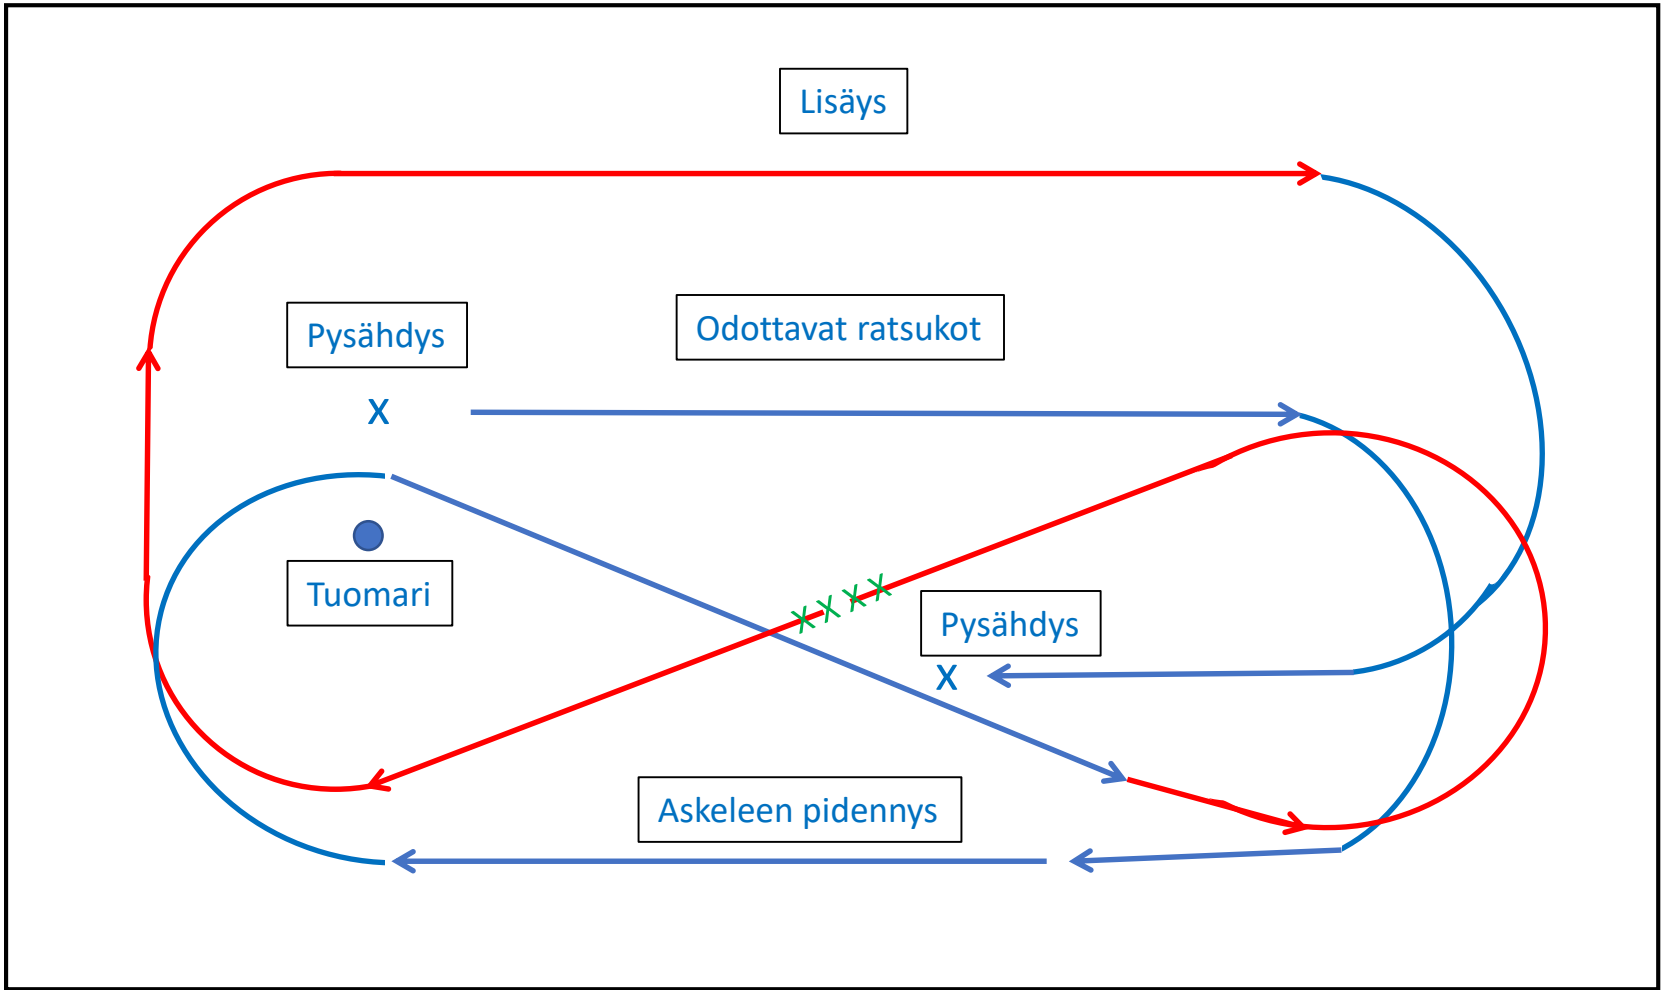 Lisäys
Pysähdys
Odottavat ratsukot
X
Tuomari
X X X X
Pysähdys
X
Askeleen pidennys